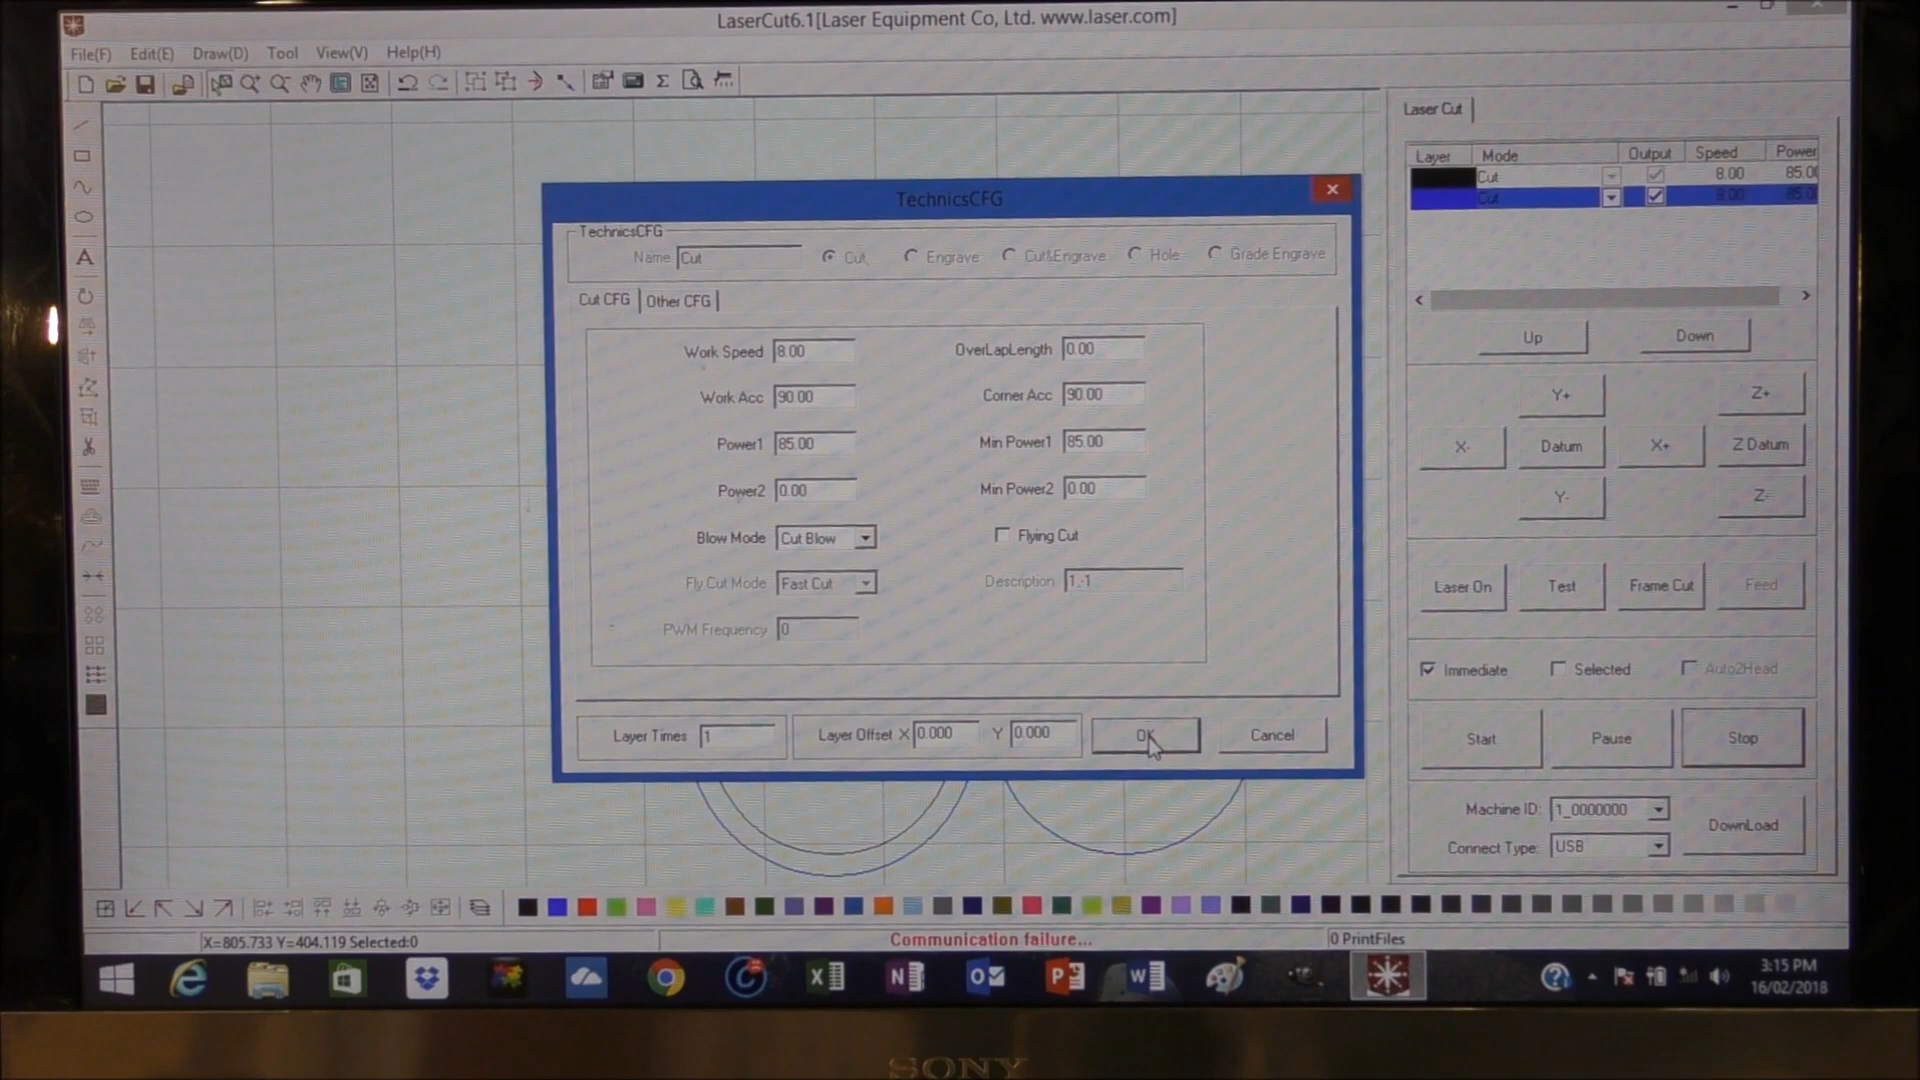 LaserCut6.1[Laser Equipment Co, Ltd. www.laser.com]
File(F) Edit(E) Draw(D) Tool View(V) Help(H)
Laser Cut
Layer Mode Output Speed Power
Cut 8.00 85.00
Cut 8.00 85.0
TechnicsCFG
TechnicsCFG
Name Cut Cut Engrave Cut&Engrave Hole Grade Engrave
Cut CFG Other CFG
Work Speed 8.00 OverLapLength 0.00
Work Acc 90.00 Corner Acc 90.00
Power1 85.00 Min Power1 85.00
Power2 0.00 Min Power2 0.00
Blow Mode Cut Blow Flying Cut
Fly Cut Mode Fast Cut Description 1,-1
PWM Frequency 0
Layer Times 1 Layer Offset X 0.000 Y 0.000 OK Cancel
Up Down
Y+ Z+
X- Datum X+ Z Datum
Y- Z-
Laser On Test Frame Cut Feed
Immediate Selected Auto2Head
Start Pause Stop
Machine ID: 1_0000000
DownLoad
Connect Type: USB
X=805.733 Y=404.119 Selected:0 Communication failure... 0 PrintFiles
3:15 PM
16/02/2018
SONY